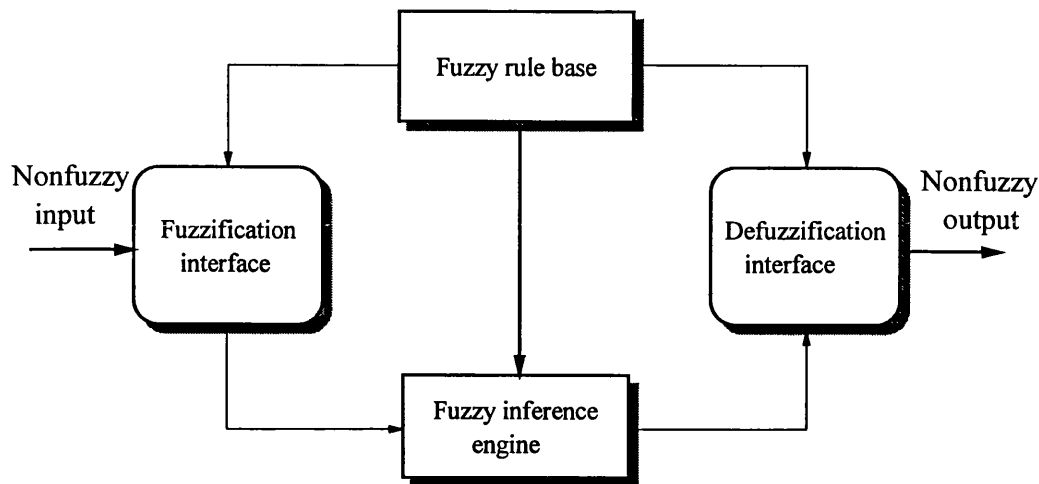 Fuzzy rule base
Nonfuzzy
input
Fuzzification
interface
Defuzzification
interface
Nonfuzzy
output
Fuzzy inference
engine